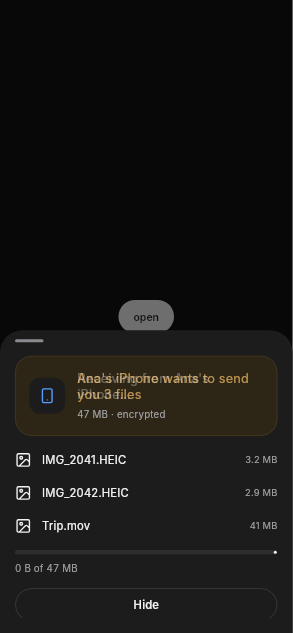 open
Ana's iPhone wants to send
you 3 files
47 MB · encrypted
IMG_2041.HEIC
3.2 MB
IMG_2042.HEIC
2.9 MB
Trip.mov
41 MB
0 B of 47 MB
Hide